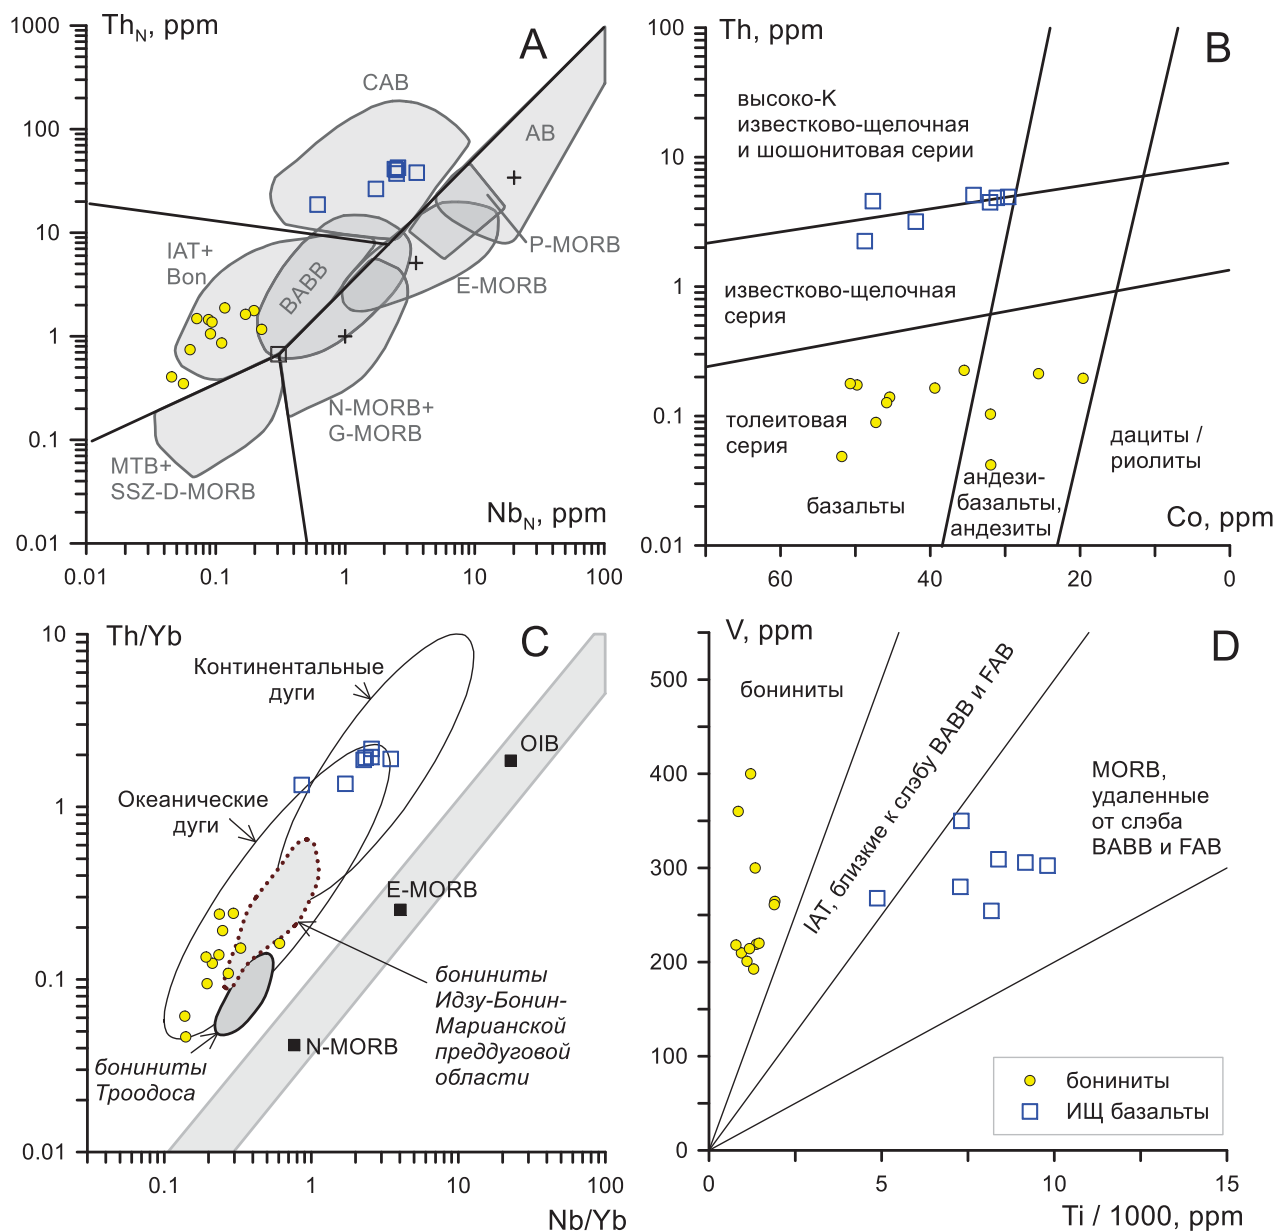 Th_N, ppm
A
1000
100
10
1
0.1
0.01
CAB
AB
IAT+
Bon
BABB
P-MORB
E-MORB
N-MORB+
G-MORB
MTB+
SSZ-D-MORB
Nb_N, ppm
0.01
0.1
1
10
100
Th, ppm
B
100
10
1
0.1
0.01
высоко-K
известково-щелочная
и шошонитовая серии
известково-щелочная
серия
толеитовая
серия
базальты
андези-
базальты,
андезиты
дациты /
риолиты
Co, ppm
60
40
20
0
Th/Yb
C
10
1
0.1
0.01
Континентальные
дуги
Океанические
дуги
OIB
E-MORB
N-MORB
бониниты
Идзу-Бонин-
Марианской
преддуговой
области
бониниты
Троодоса
0.1
1
10
100
Nb/Yb
V, ppm
D
500
400
300
200
100
0
бониниты
IAT, близкие к слэбу BABB и FAB
MORB,
удаленные
от слэба
BABB и FAB
бониниты
ИЩ базальты
0
5
10
15
Ti / 1000, ppm